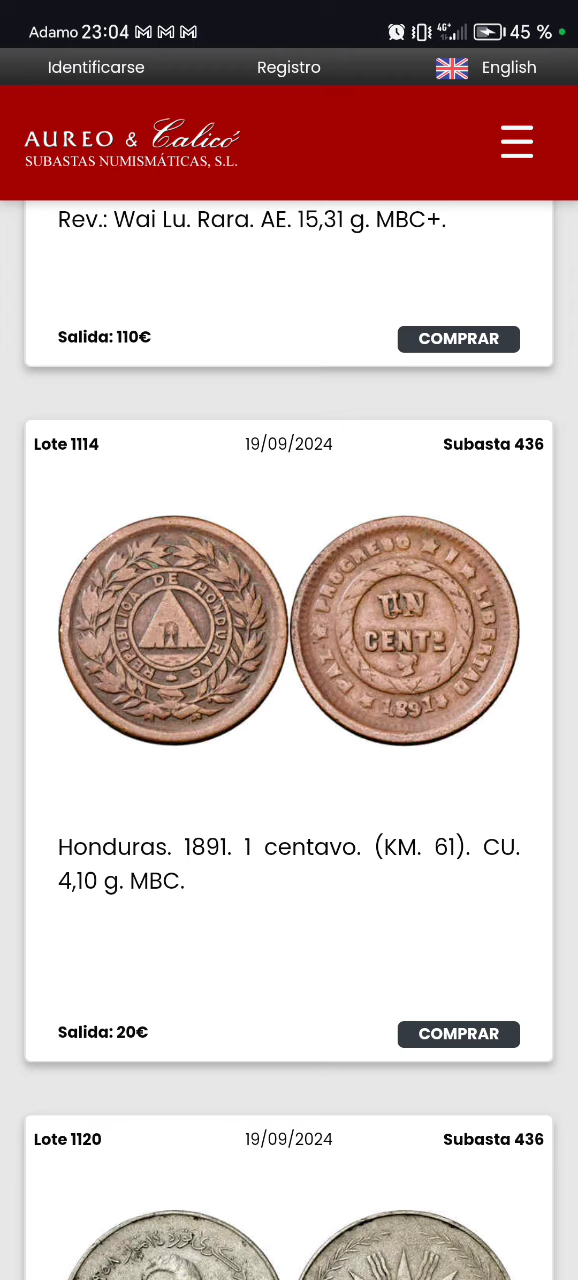 Adamo 23:04 45 %
4G+
Identificarse Registro English
AUREO & Calicó
SUBASTAS NUMISMÁTICAS, S.L.
Rev.: Wai Lu. Rara. AE. 15,31 g. MBC+.
Salida: 110€ COMPRAR
Lote 1114 19/09/2024 Subasta 436
REPUBLICA DE HONDURAS
PAZ PROGRESO LIBERTAD
UN
CENTº
1891
Honduras. 1891. 1 centavo. (KM. 61). CU.
4,10 g. MBC.
Salida: 20€ COMPRAR
Lote 1120 19/09/2024 Subasta 436